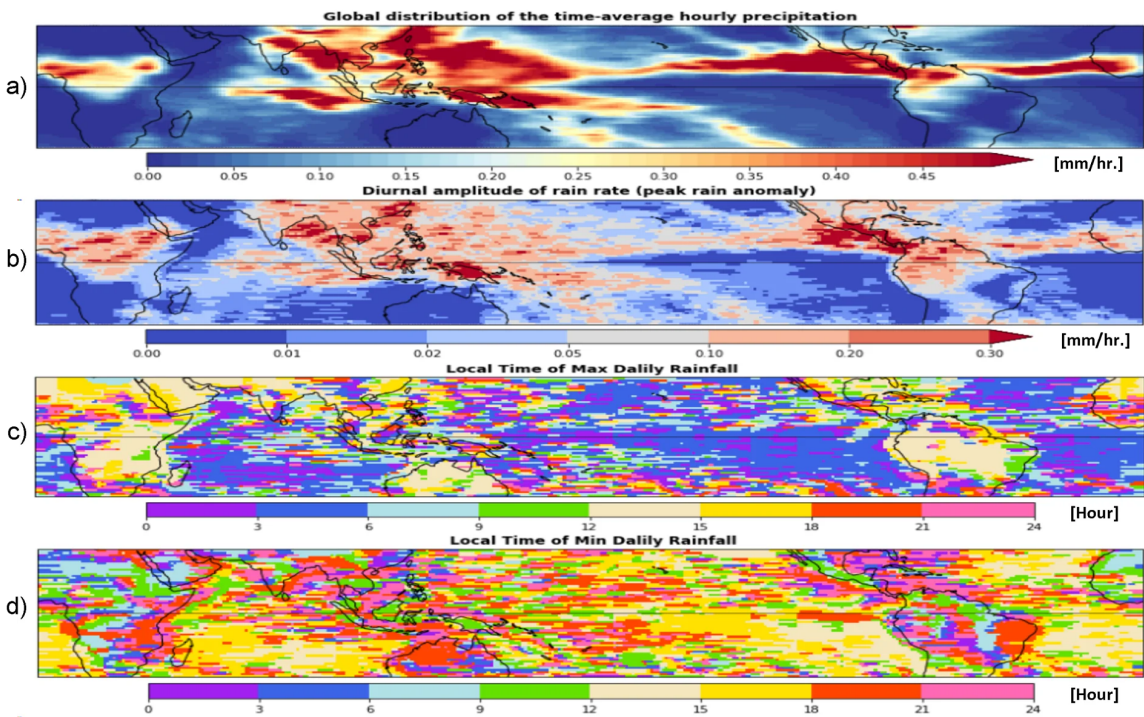 Global distribution of the time-average hourly precipitation
a)
0.00 0.05 0.10 0.15 0.20 0.25 0.30 0.35 0.40 0.45 [mm/hr.]
Diurnal amplitude of rain rate (peak rain anomaly)
b)
0.00 0.01 0.02 0.05 0.10 0.20 0.30 [mm/hr.]
Local Time of Max Dalily Rainfall
c)
0 3 6 9 12 15 18 21 24 [Hour]
Local Time of Min Dalily Rainfall
d)
0 3 6 9 12 15 18 21 24 [Hour]